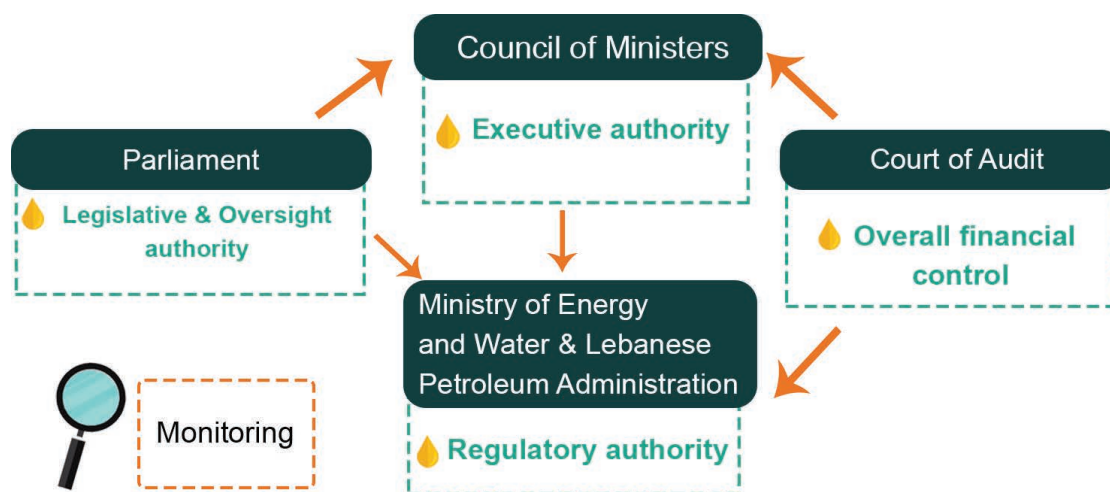 Council of Ministers
Executive authority
Parliament
Legislative & Oversight
authority
Court of Audit
Overall financial
control
Ministry of Energy
and Water & Lebanese
Petroleum Administration
Regulatory authority
Monitoring